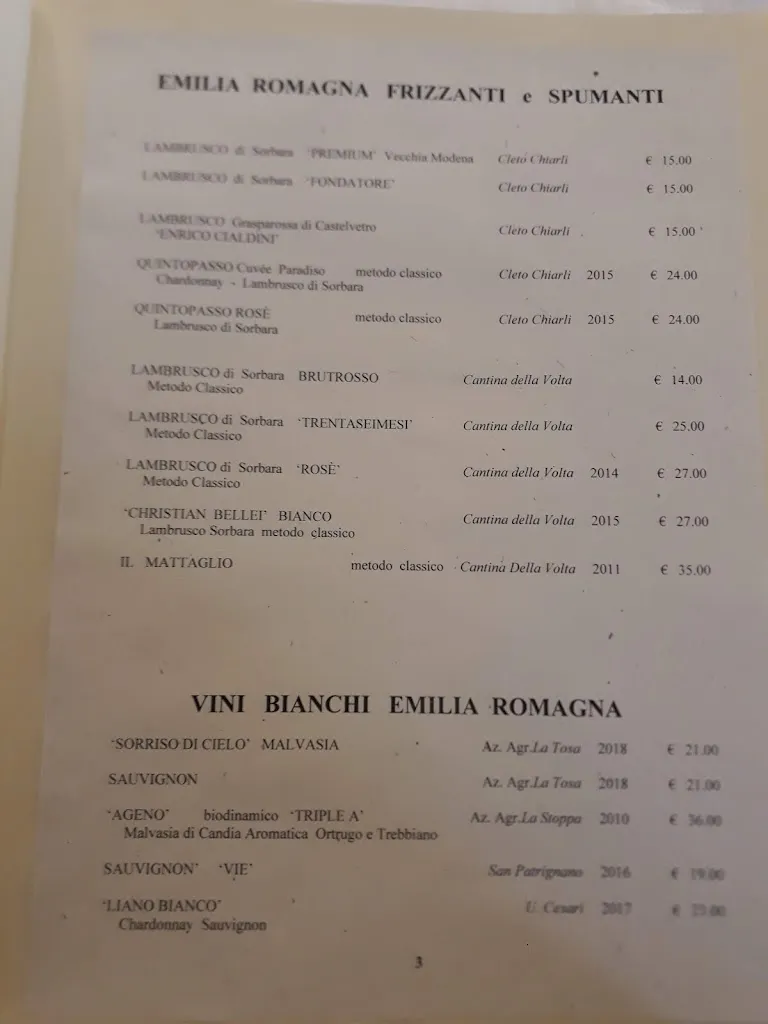 EMILIA ROMAGNA FRIZZANTI e SPUMANTI
LAMBRUSCO di Sorbara 'PREMIUM' Vecchia Modena Cleto Chiarli € 15.00
LAMBRUSCO di Sorbara 'FONDATORE' Cleto Chiarli € 15.00
LAMBRUSCO Grasparossa di Castelvetro Cleto Chiarli € 15.00
'ENRICO CIALDINI'
QUINTOPASSO Cuvée Paradiso metodo classico Cleto Chiarli 2015 € 24.00
Chardonnay - Lambrusco di Sorbara
QUINTOPASSO ROSÈ metodo classico Cleto Chiarli 2015 € 24.00
Lambrusco di Sorbara
LAMBRUSCO di Sorbara BRUTROSSO Cantina della Volta € 14.00
Metodo Classico
LAMBRUSCO di Sorbara 'TRENTASEIMESI' Cantina della Volta € 25.00
Metodo Classico
LAMBRUSCO di Sorbara 'ROSÈ' Cantina della Volta 2014 € 27.00
Metodo Classico
'CHRISTIAN BELLEI' BIANCO Cantina della Volta 2015 € 27.00
Lambrusco Sorbara metodo classico
IL MATTAGLIO metodo classico Cantina Della Volta 2011 € 35.00
VINI BIANCHI EMILIA ROMAGNA
'SORRISO DI CIELO' MALVASIA Az. Agr.La Tosa 2018 € 21.00
SAUVIGNON Az. Agr.La Tosa 2018 € 21.00
'AGENO' biodinamico 'TRIPLE A' Az. Agr.La Stoppa 2010 € 36.00
Malvasia di Candia Aromatica Ortrugo e Trebbiano
SAUVIGNON' 'VIE' San Patrignano 2016 € 19.00
'LIANO BIANCO' U. Cesari 2017 €
Chardonnay Sauvignon
3